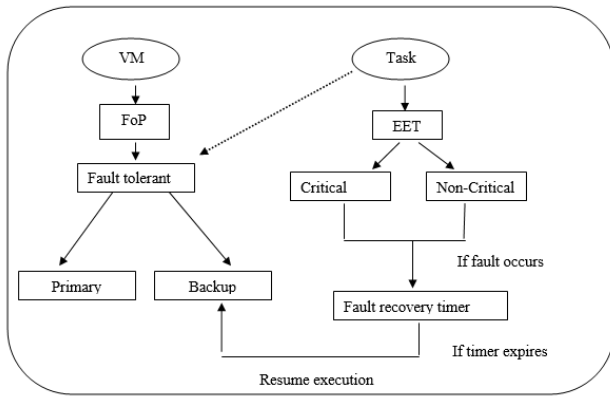 VM
Task
FoP
EET
Fault tolerant
Critical
Non-Critical
If fault occurs
Primary
Backup
Fault recovery timer
If timer expires
Resume execution